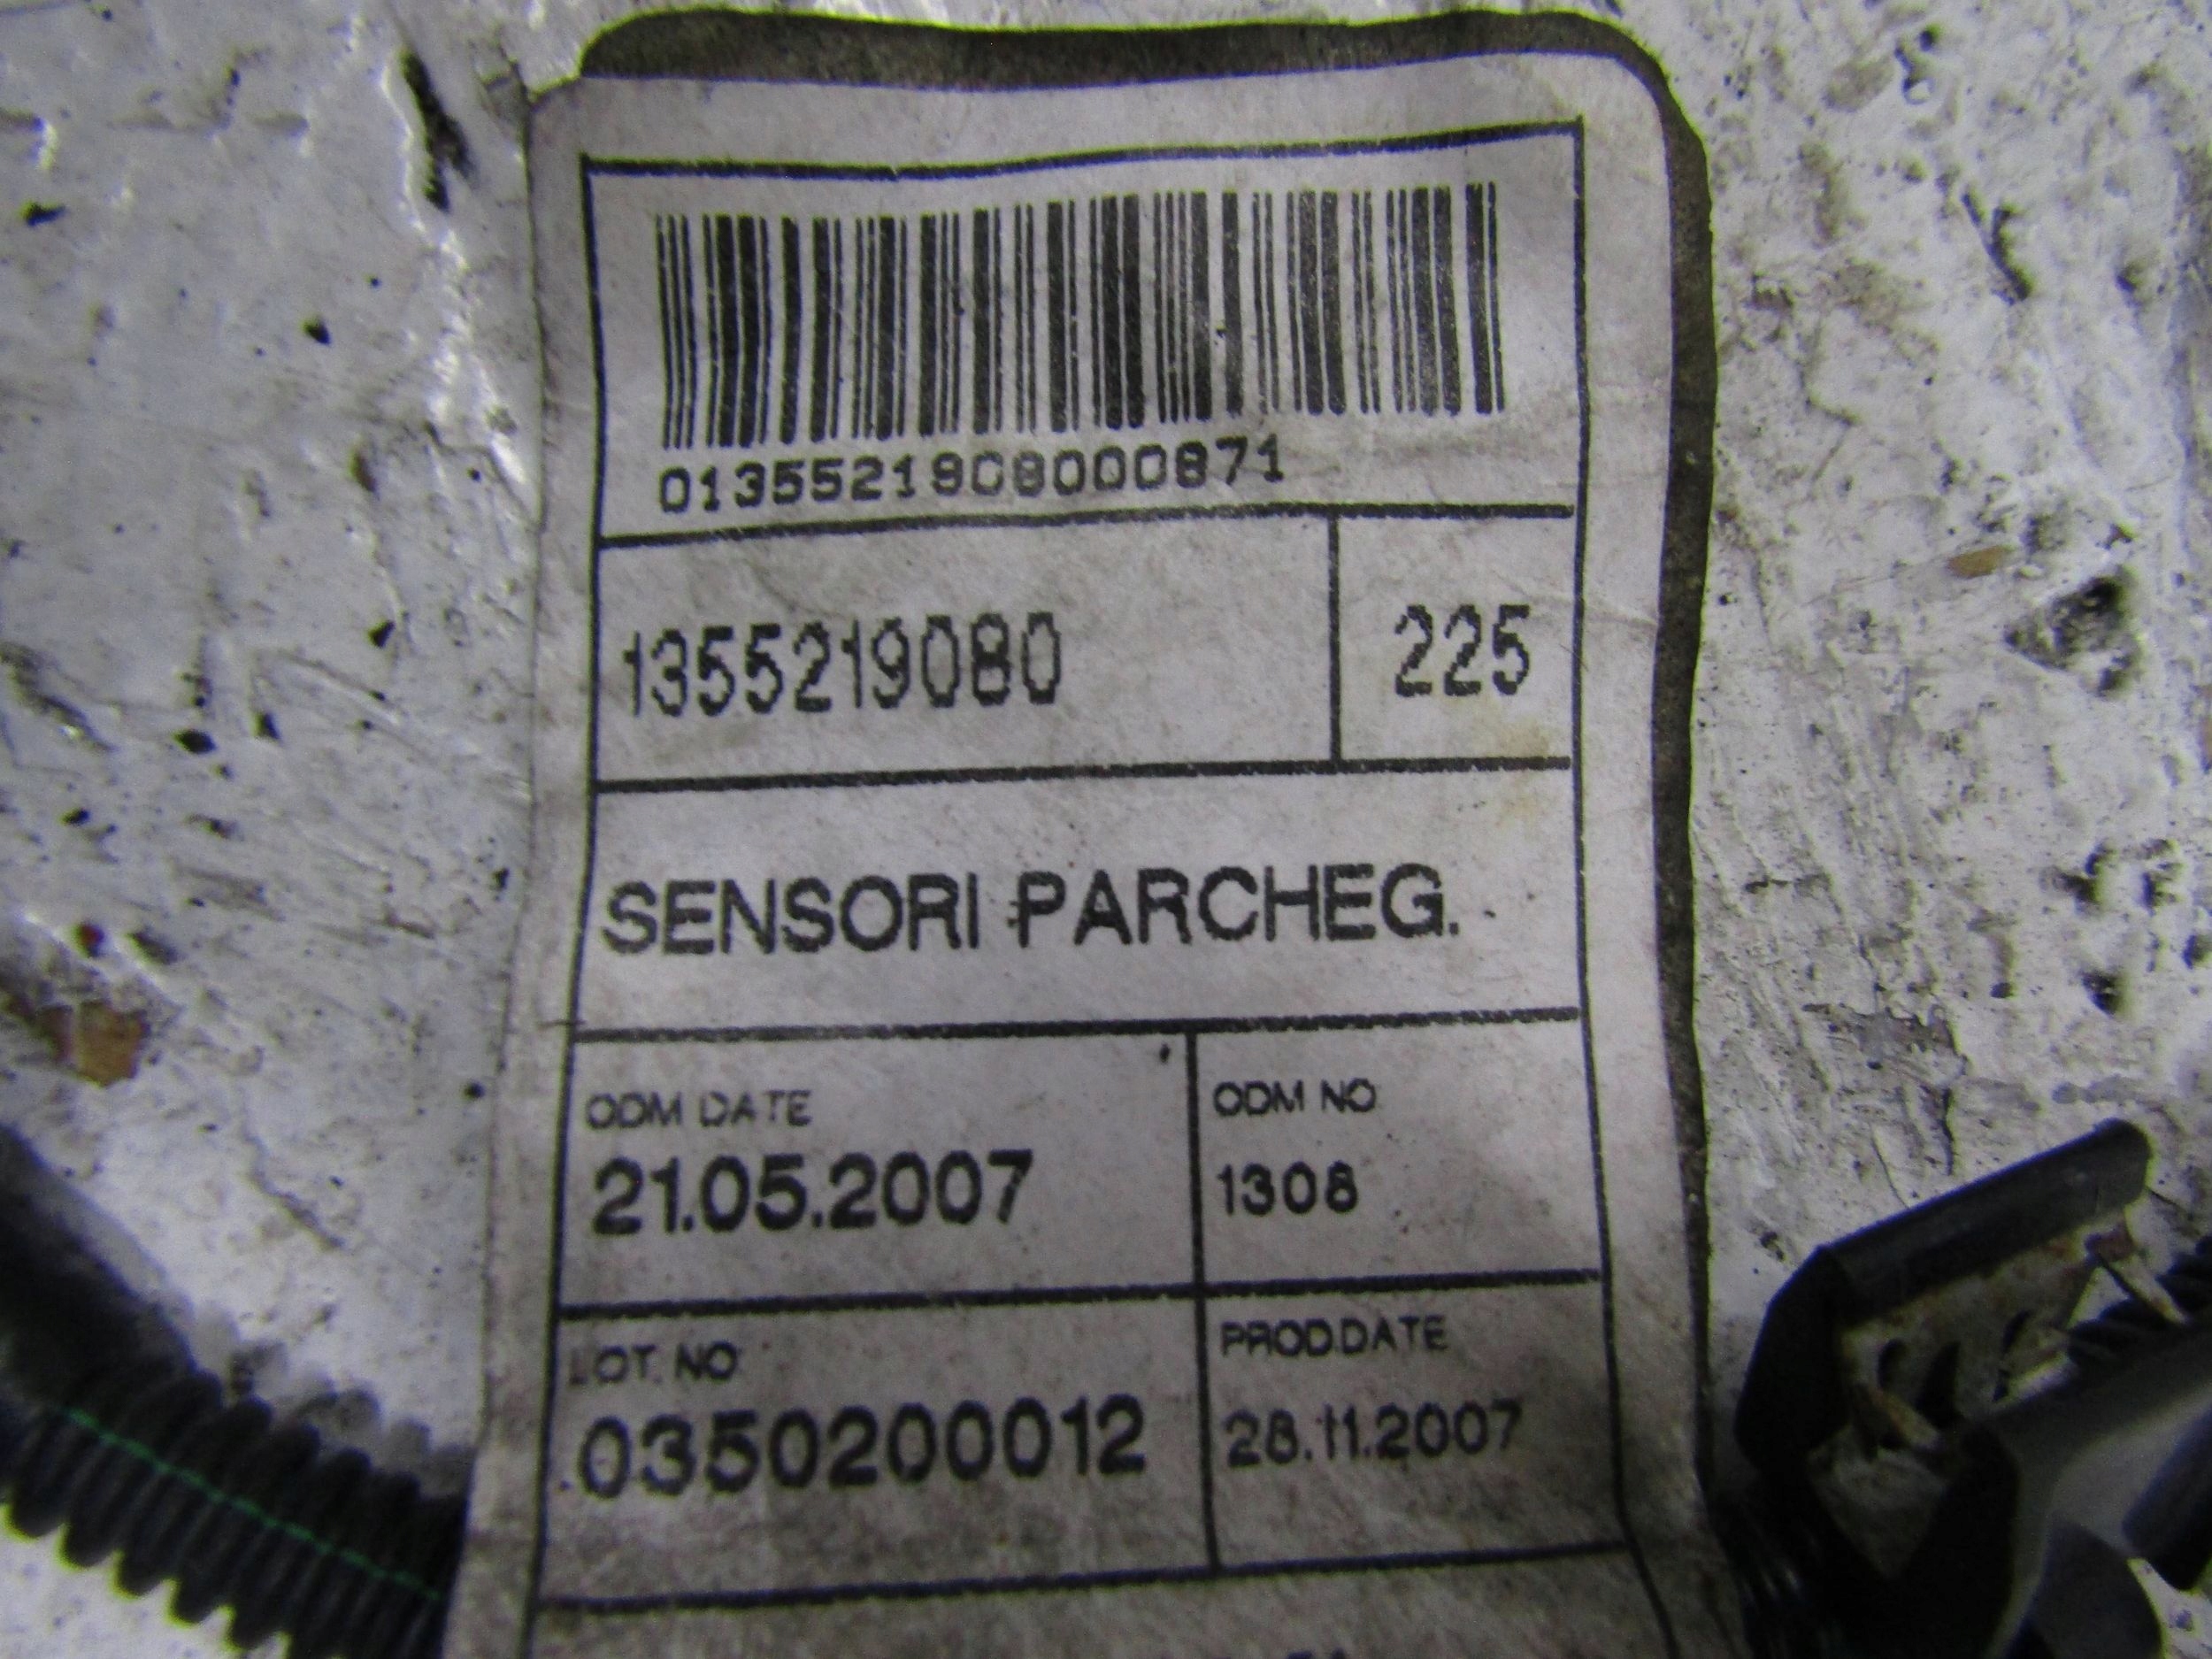 0135521908000871
1355219080 225
SENSORI PARCHEG.
ODM DATE ODM NO
21.05.2007 1308
LOT. NO PROD.DATE
0350200012 28.11.2007